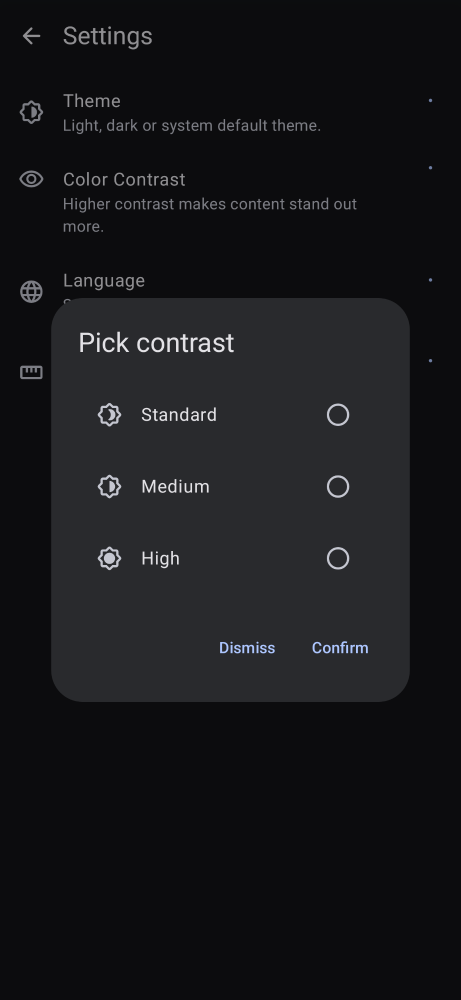 Settings
Theme
Light, dark or system default theme.
Color Contrast
Higher contrast makes content stand out
more.
Language
Pick contrast
Standard
Medium
High
Dismiss
Confirm